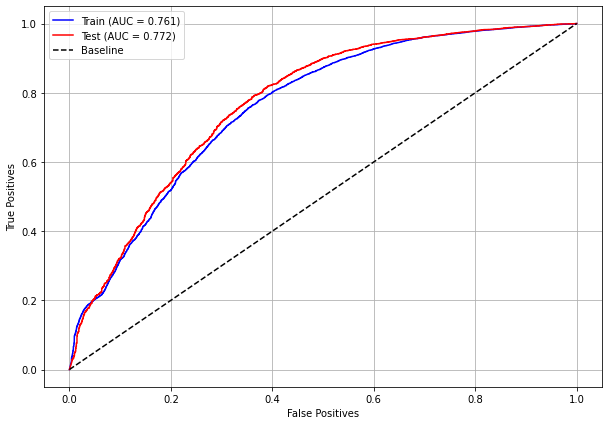 Train (AUC = 0.761)
Test (AUC = 0.772)
Baseline
1.0
0.8
0.6
0.4
0.2
0.0
True Positives
0.0 0.2 0.4 0.6 0.8 1.0
False Positives